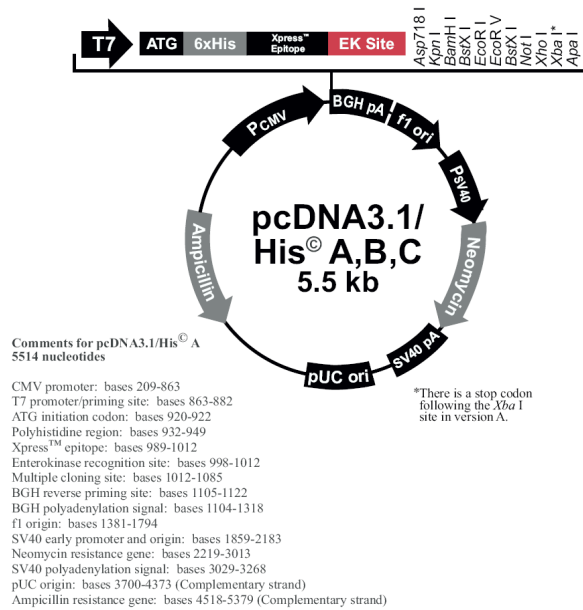 T7 ATG 6xHis Xpress™ Epitope EK Site
Asp718 I
Kpn I
BamH I
BstX I
EcoR I
EcoR V
BstX I
Not I
Xho I
Xba I*
Apa I
PCMV
BGH pA
f1 ori
PSV40
Neomycin
SV40 pA
pUC ori
Ampicillin
pcDNA3.1/
His© A,B,C
5.5 kb
Comments for pcDNA3.1/His© A
5514 nucleotides
CMV promoter: bases 209-863
T7 promoter/priming site: bases 863-882
ATG initiation codon: bases 920-922
Polyhistidine region: bases 932-949
Xpress™ epitope: bases 989-1012
Enterokinase recognition site: bases 998-1012
Multiple cloning site: bases 1012-1085
BGH reverse priming site: bases 1105-1122
BGH polyadenylation signal: bases 1104-1318
f1 origin: bases 1381-1794
SV40 early promoter and origin: bases 1859-2183
Neomycin resistance gene: bases 2219-3013
SV40 polyadenylation signal: bases 3029-3268
pUC origin: bases 3700-4373 (Complementary strand)
Ampicillin resistance gene: bases 4518-5379 (Complementary strand)
*There is a stop codon
following the Xba I
site in version A.